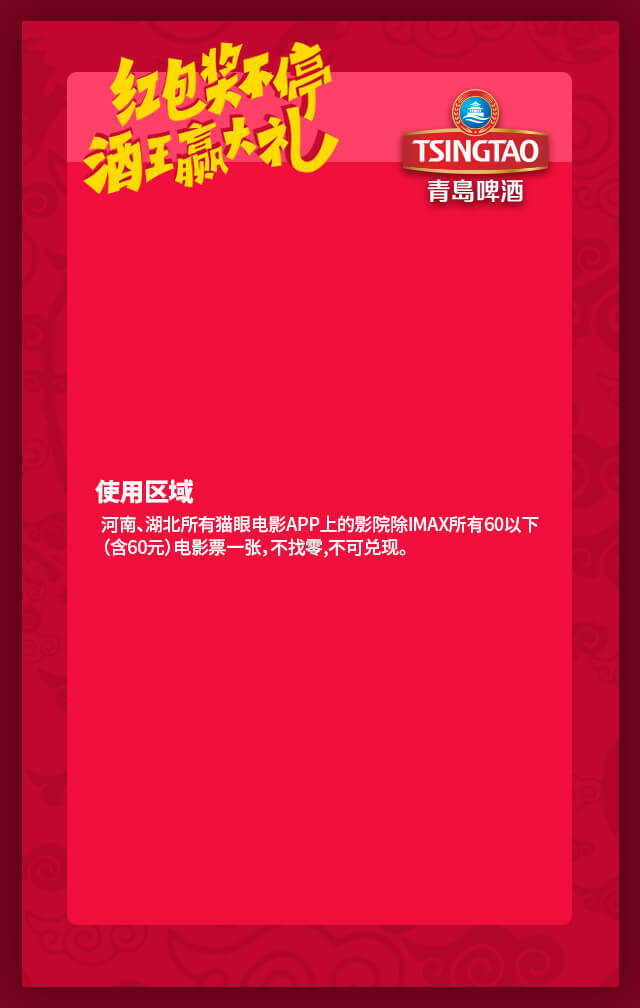 红包奖不停
酒王赢大礼
TSINGTAO
青島啤酒
使用区域
河南、湖北所有猫眼电影APP上的影院除IMAX所有60以下
(含60元)电影票一张,不找零,不可兑现。